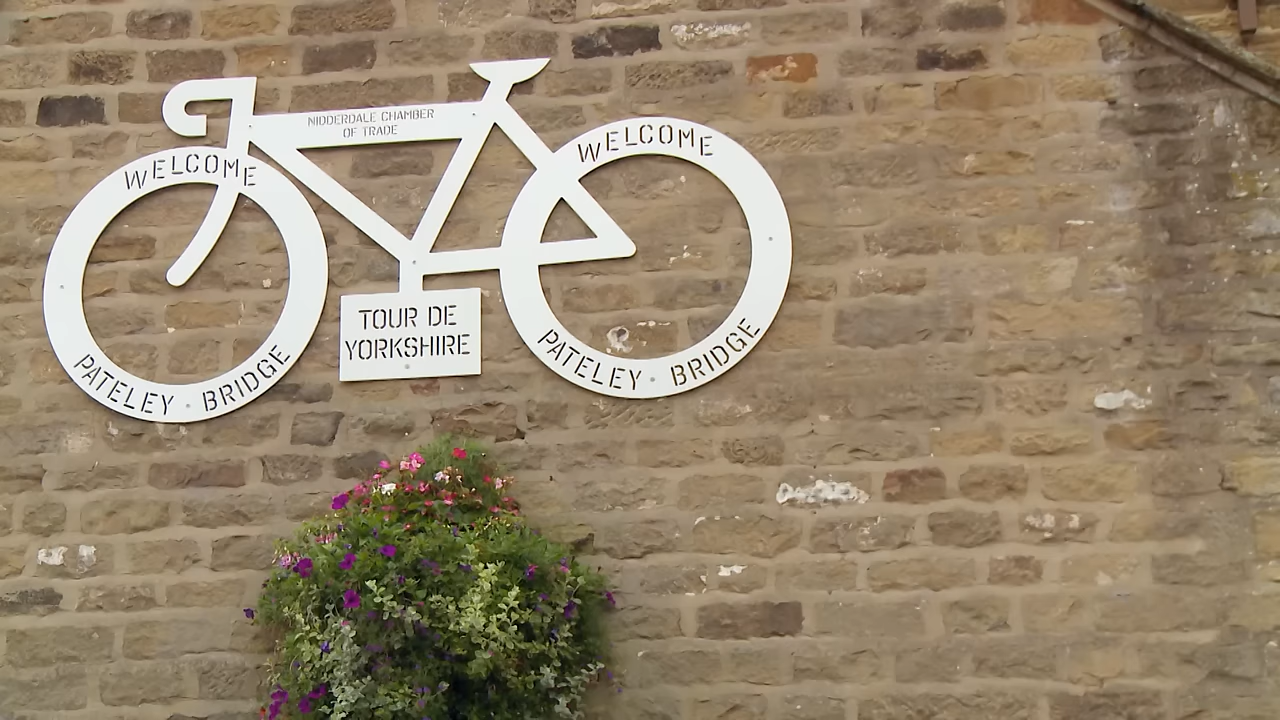 NIDDERDALE CHAMBER
OF TRADE
WELCOME
PATELEY · BRIDGE
TOUR DE
YORKSHIRE
WELCOME
PATELEY · BRIDGE